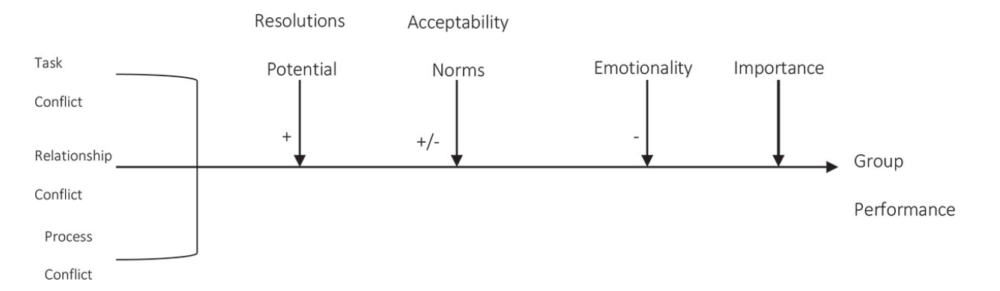 Resolutions
Potential
Acceptability
Norms
Emotionality
Importance
Task
Conflict
Relationship
Conflict
Process
Conflict
+
+/-
-
Group
Performance